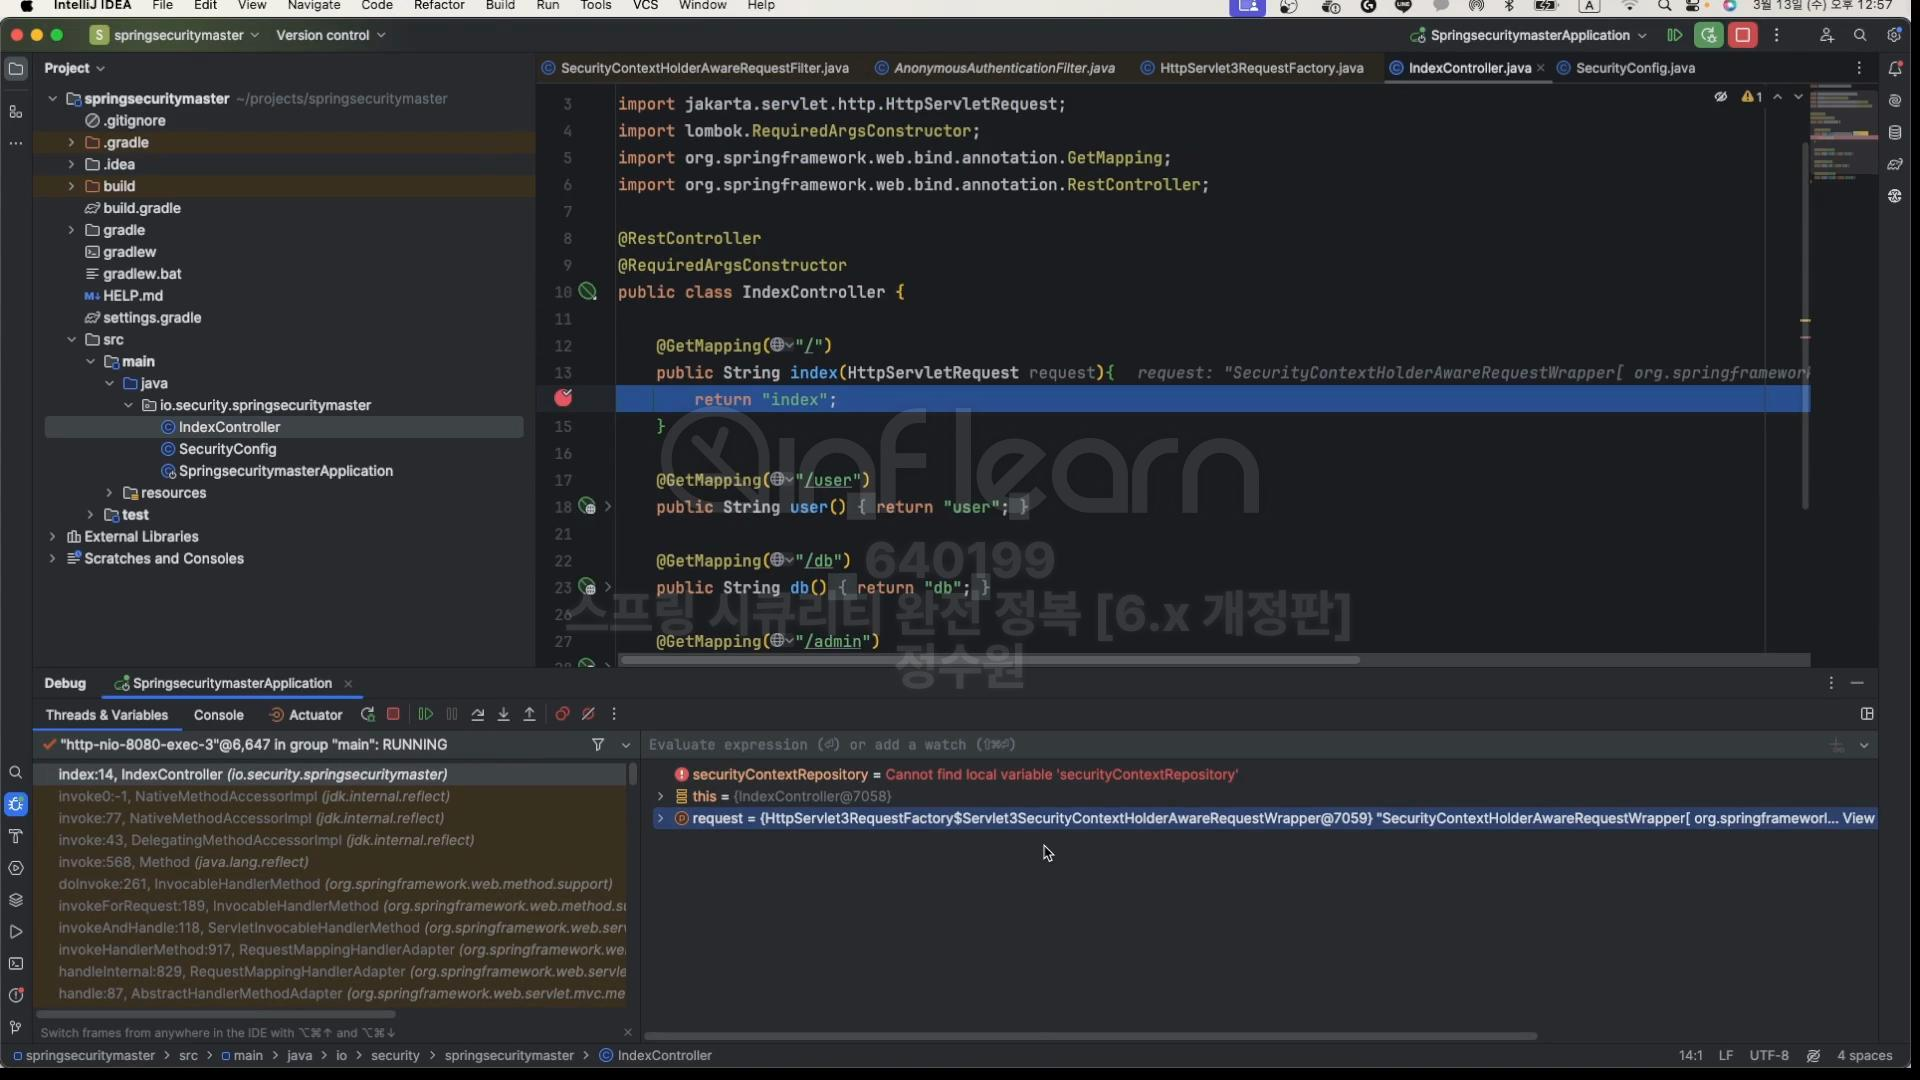 IntelliJ IDEA File Edit View Navigate Code Refactor Build Run Tools VCS Window Help A 3월 13일 (수) 오후 12:57
S springsecuritymaster Version control SpringsecuritymasterApplication
Project
SecurityContextHolderAwareRequestFilter.java AnonymousAuthenticationFilter.java HttpServlet3RequestFactory.java IndexController.java SecurityConfig.java
springsecuritymaster ~/projects/springsecuritymaster
.gitignore
.gradle
.idea
build
build.gradle
gradle
gradlew
gradlew.bat
HELP.md
settings.gradle
src
main
java
io.security.springsecuritymaster
IndexController
SecurityConfig
SpringsecuritymasterApplication
resources
test
External Libraries
Scratches and Consoles
1
3 import jakarta.servlet.http.HttpServletRequest;
4 import lombok.RequiredArgsConstructor;
5 import org.springframework.web.bind.annotation.GetMapping;
6 import org.springframework.web.bind.annotation.RestController;
7
8 @RestController
9 @RequiredArgsConstructor
10 public class IndexController {
11
12 @GetMapping("/")
13 public String index(HttpServletRequest request){ request: "SecurityContextHolderAwareRequestWrapper[ org.springframework
return "index";
15 }
16
17 @GetMapping("/user")
18 public String user() { return "user"; }
21
22 @GetMapping("/db")
23 public String db() { return "db"; }
26
27 @GetMapping("/admin")
inflearn
640199
스프링 시큐리티 완전 정복 [6.x 개정판]
정수원
Debug SpringsecuritymasterApplication
Threads & Variables Console Actuator
"http-nio-8080-exec-3"@6,647 in group "main": RUNNING
index:14, IndexController (io.security.springsecuritymaster)
invoke0:-1, NativeMethodAccessorImpl (jdk.internal.reflect)
invoke:77, NativeMethodAccessorImpl (jdk.internal.reflect)
invoke:43, DelegatingMethodAccessorImpl (jdk.internal.reflect)
invoke:568, Method (java.lang.reflect)
doInvoke:261, InvocableHandlerMethod (org.springframework.web.method.support)
invokeForRequest:189, InvocableHandlerMethod (org.springframework.web.method.su
invokeAndHandle:118, ServletInvocableHandlerMethod (org.springframework.web.serv
invokeHandlerMethod:917, RequestMappingHandlerAdapter (org.springframework.we
handleInternal:829, RequestMappingHandlerAdapter (org.springframework.web.servle
handle:87, AbstractHandlerMethodAdapter (org.springframework.web.servlet.mvc.me
Switch frames from anywhere in the IDE with ⌥⌘↑ and ⌥⌘↓
Evaluate expression (⏎) or add a watch (⇧⌘⏎)
securityContextRepository = Cannot find local variable 'securityContextRepository'
this = {IndexController@7058}
request = {HttpServlet3RequestFactory$Servlet3SecurityContextHolderAwareRequestWrapper@7059} "SecurityContextHolderAwareRequestWrapper[ org.springframeworl... View
springsecuritymaster > src > main > java > io > security > springsecuritymaster > IndexController
14:1 LF UTF-8 4 spaces